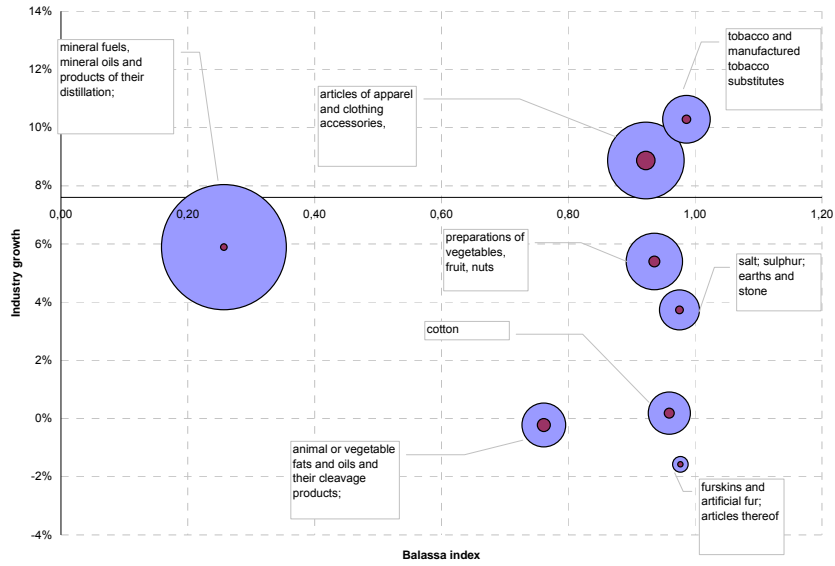 14%
mineral fuels,
mineral oils and
products of their
distillation;
tobacco and
manufactured
tobacco
substitutes
12%
articles of apparel
and clothing
accessories,
10%
8%
0,00
0,20
0,40
0,60
0,80
1,00
1,20
preparations of
vegetables,
fruit, nuts
6%
salt; sulphur;
earths and
stone
Industry growth
4%
cotton
2%
0%
animal or vegetable
fats and oils and
their cleavage
products;
-2%
furskins and
artificial fur;
articles thereof
-4%
Balassa index